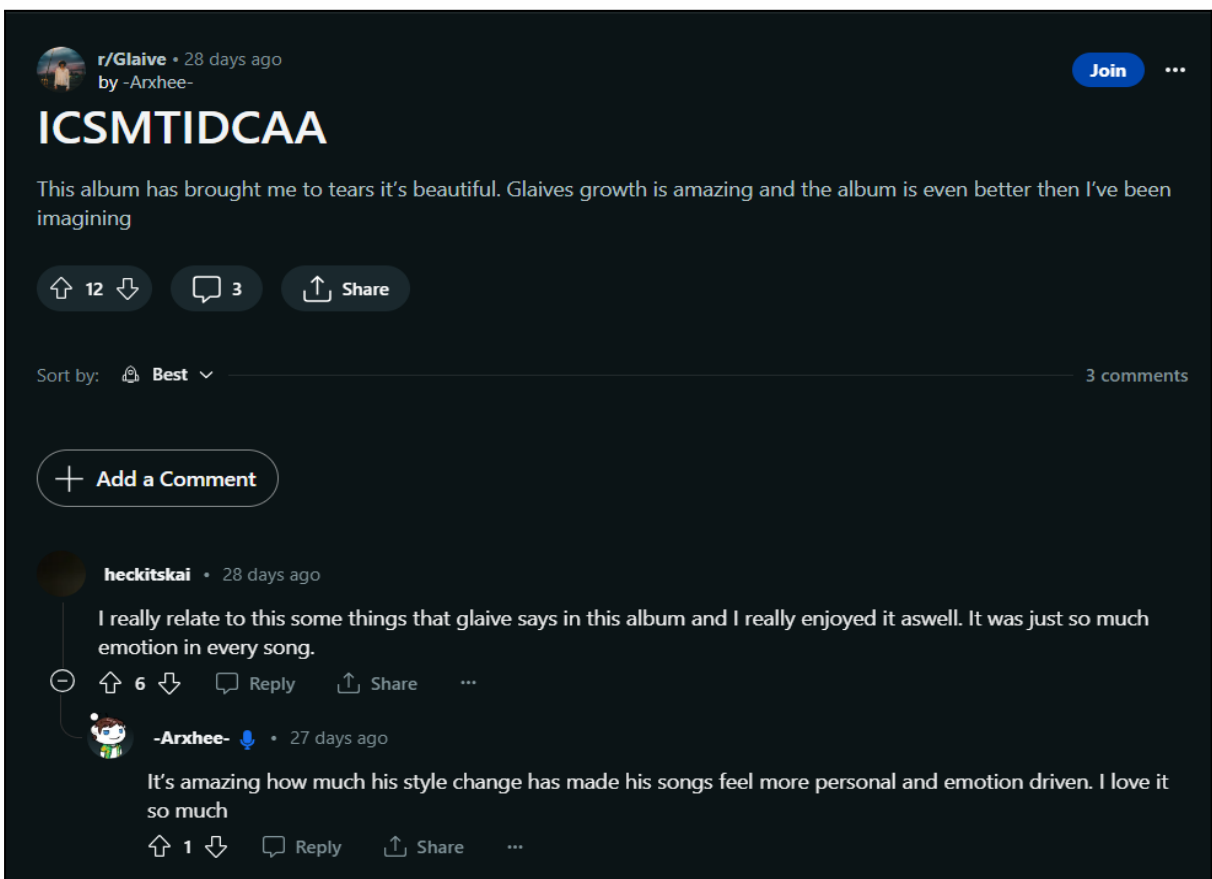 r/Glaive • 28 days ago
by -Arxhee-
Join
ICSMTIDCAA
This album has brought me to tears it's beautiful. Glaives growth is amazing and the album is even better then I've been
imagining
12
3
Share
Sort by: Best
3 comments
Add a Comment
heckitskai • 28 days ago
I really relate to this some things that glaive says in this album and I really enjoyed it aswell. It was just so much
emotion in every song.
6 Reply Share
-Arxhee- • 27 days ago
It's amazing how much his style change has made his songs feel more personal and emotion driven. I love it
so much
1 Reply Share